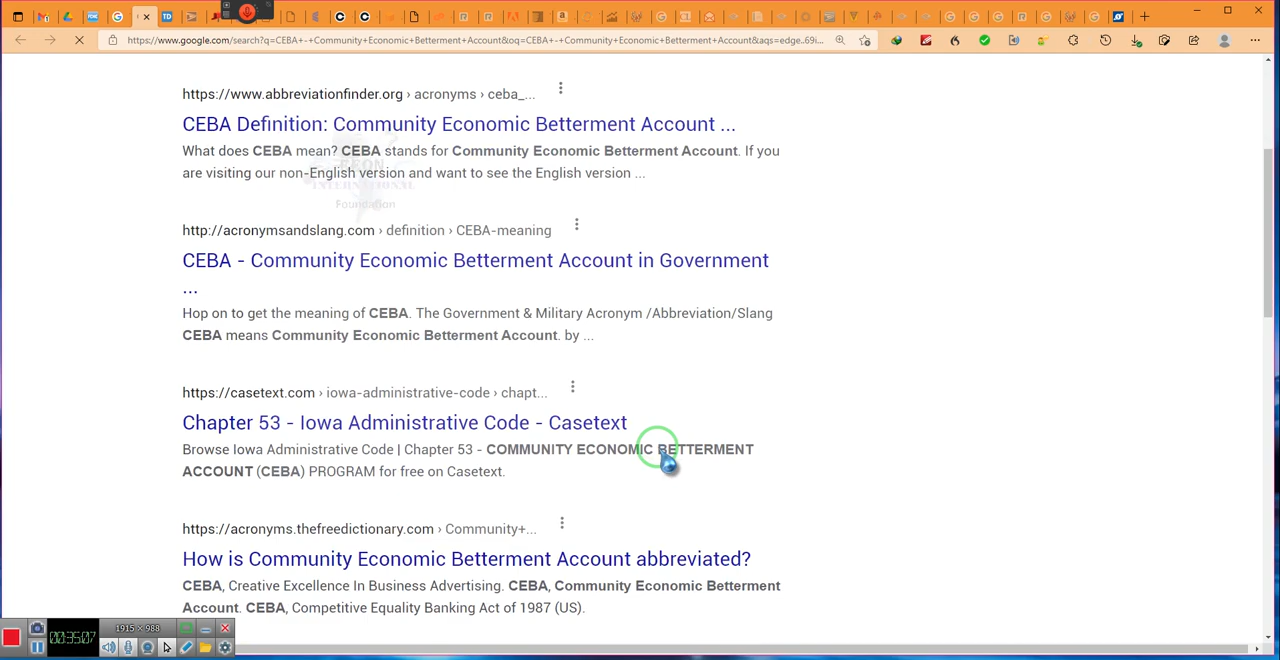 https://www.google.com/search?q=CEBA+-+Community+Economic+Betterment+Account&oq=CEBA+-+Community+Economic+Betterment+Account&aqs=edge..69i...
https://www.abbreviationfinder.org › acronyms › ceba_...
CEBA Definition: Community Economic Betterment Account ...
What does CEBA mean? CEBA stands for Community Economic Betterment Account. If you
are visiting our non-English version and want to see the English version ...
INTERNATIONAL
Foundation
http://acronymsandslang.com › definition › CEBA-meaning
CEBA - Community Economic Betterment Account in Government
...
Hop on to get the meaning of CEBA. The Government & Military Acronym /Abbreviation/Slang
CEBA means Community Economic Betterment Account. by ...
https://casetext.com › iowa-administrative-code › chapt...
Chapter 53 - Iowa Administrative Code - Casetext
Browse Iowa Administrative Code | Chapter 53 - COMMUNITY ECONOMIC BETTERMENT
ACCOUNT (CEBA) PROGRAM for free on Casetext.
https://acronyms.thefreedictionary.com › Community+...
How is Community Economic Betterment Account abbreviated?
CEBA, Creative Excellence In Business Advertising. CEBA, Community Economic Betterment
Account. CEBA, Competitive Equality Banking Act of 1987 (US).
1915 × 988
00:35:07